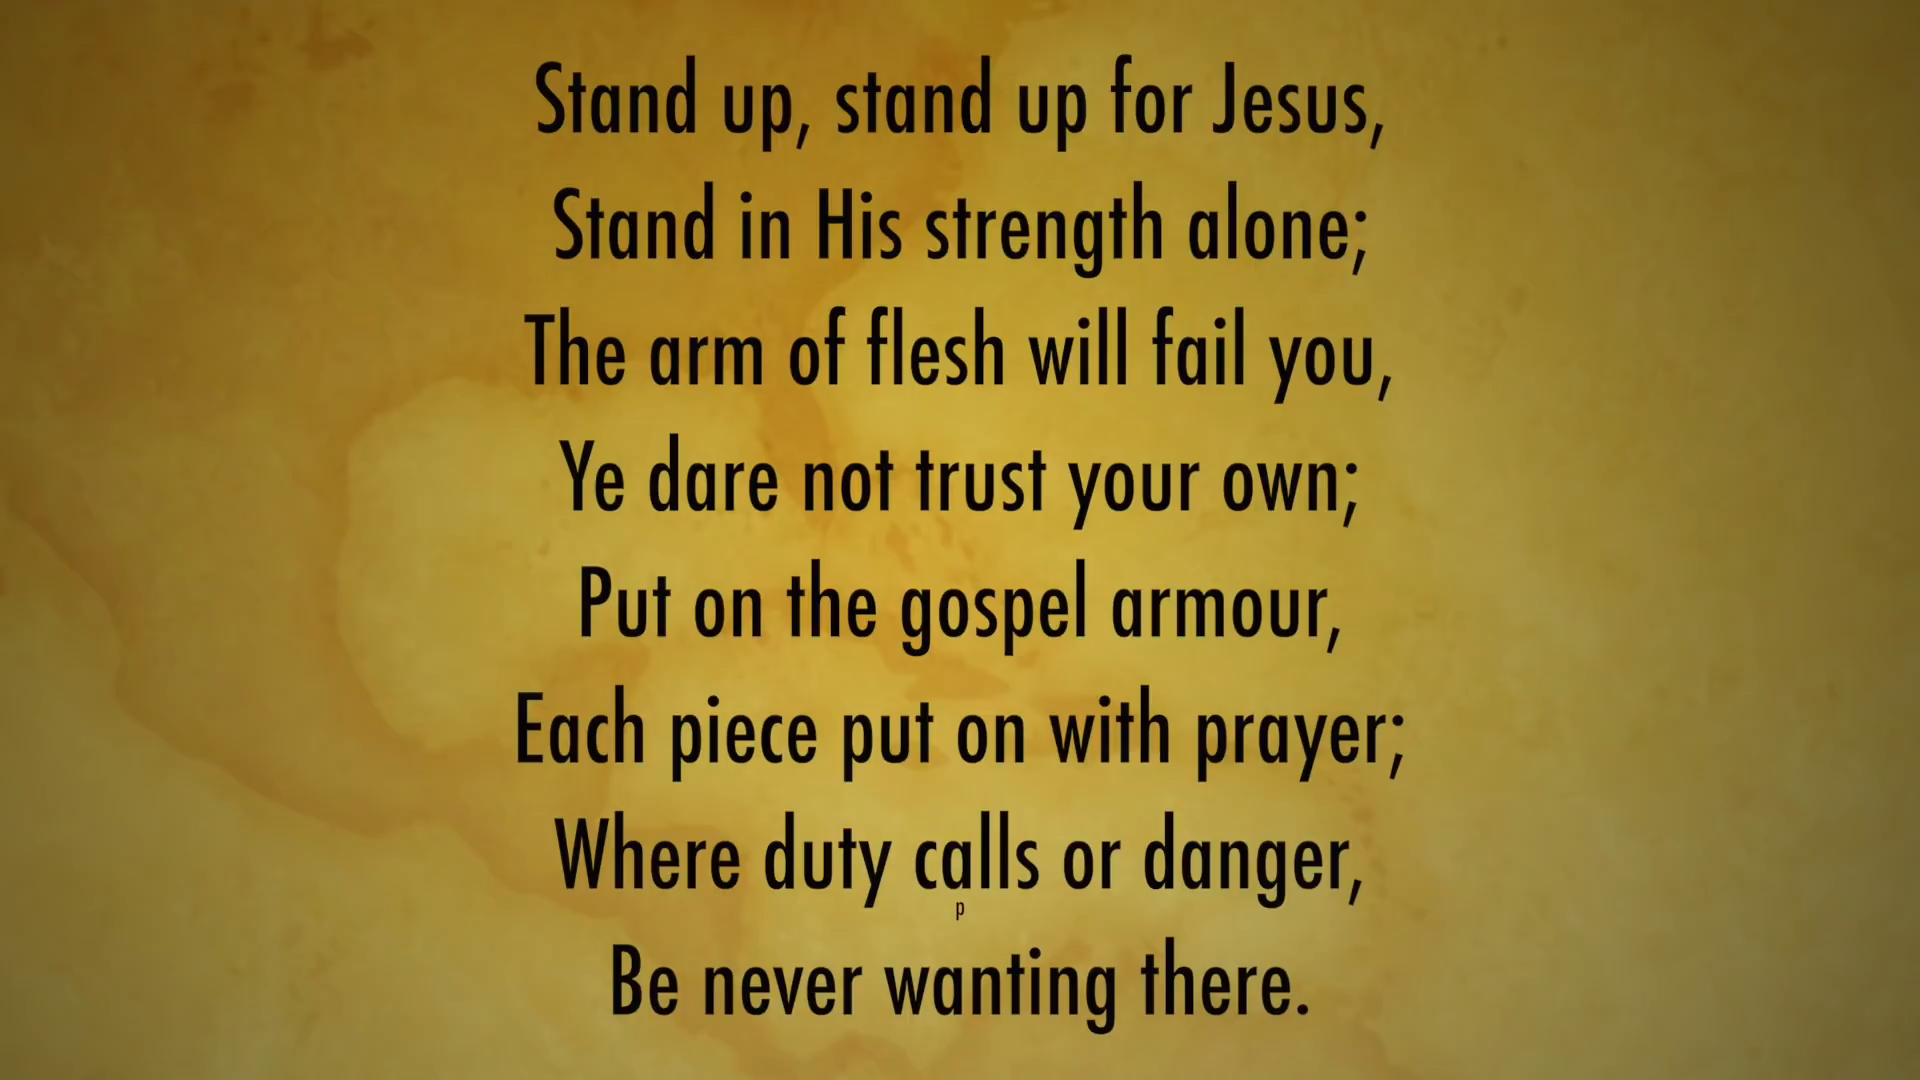 Stand up, stand up for Jesus,
Stand in His strength alone;
The arm of flesh will fail you,
Ye dare not trust your own;
Put on the gospel armour,
Each piece put on with prayer;
Where duty calls or danger,
p
Be never wanting there.